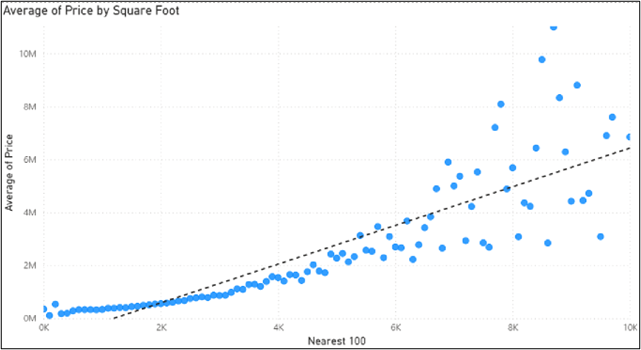 Average of Price by Square Foot
10M
8M
6M
4M
2M
0M
Average of Price
0K 2K 4K 6K 8K 10K
Nearest 100